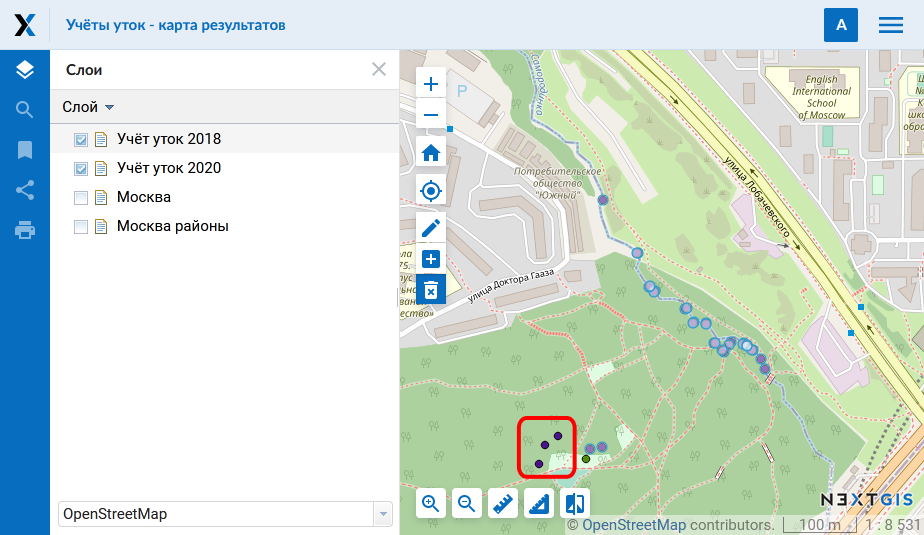 Учёты уток - карта результатов
A
Слои
Слой
Учёт уток 2018
Учёт уток 2020
Москва
Москва районы
OpenStreetMap
P
Самородинка
English
International
School
of Moscow
Потребительское
общество
"Южный"
улица Лобачевского
улица Доктора Гааза
NEXTGIS
© OpenStreetMap contributors.
100 m
1 : 8 531